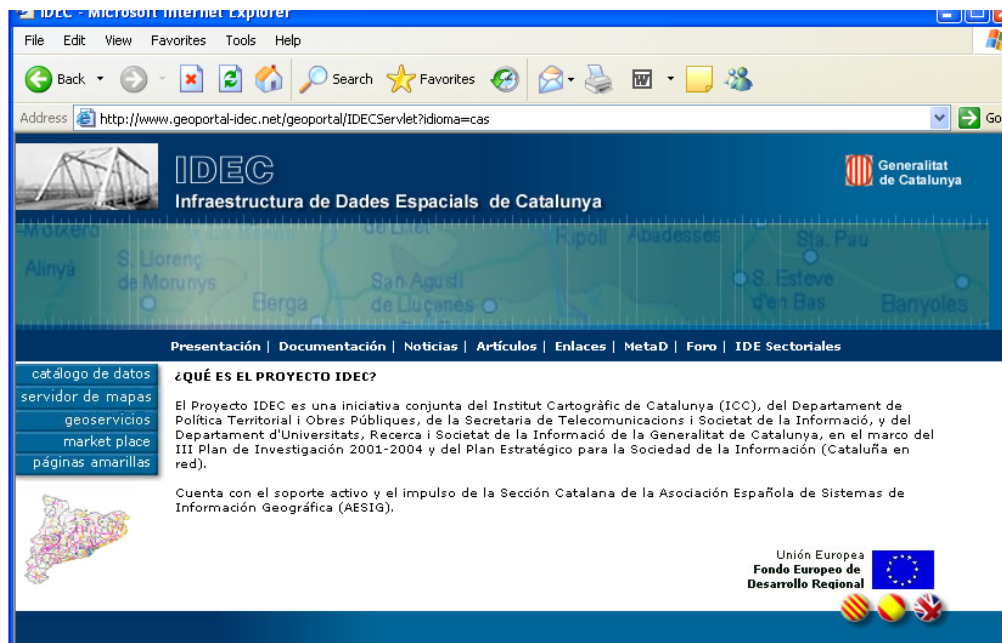 IDEC - Microsoft Internet Explorer
File Edit View Favorites Tools Help
Back Search Favorites
Address http://www.geoportal-idec.net/geoportal/IDECServlet?idioma=cas Go
IDEC
Infraestructura de Dades Espacials de Catalunya
Generalitat
de Catalunya
Ripoll Abadesses Sta. Pau
Alinyà S. Llorenç
de Morunys
San Agustí
de Lluçanés
S. Esteve
d'en Bas
Berga Banyoles
Presentación | Documentación | Noticias | Artículos | Enlaces | MetaD | Foro | IDE Sectoriales
catálogo de datos
servidor de mapas
geoservicios
market place
páginas amarillas
¿QUÉ ES EL PROYECTO IDEC?
El Proyecto IDEC es una iniciativa conjunta del Institut Cartogràfic de Catalunya (ICC), del Departament de
Política Territorial i Obres Públiques, de la Secretaria de Telecomunicacions i Societat de la Informació, y del
Departament d'Universitats, Recerca i Societat de la Informació de la Generalitat de Catalunya, en el marco del
III Plan de Investigación 2001-2004 y del Plan Estratégico para la Sociedad de la Información (Cataluña en
red).
Cuenta con el soporte activo y el impulso de la Sección Catalana de la Asociación Española de Sistemas de
Información Geográfica (AESIG).
Unión Europea
Fondo Europeo de
Desarrollo Regional